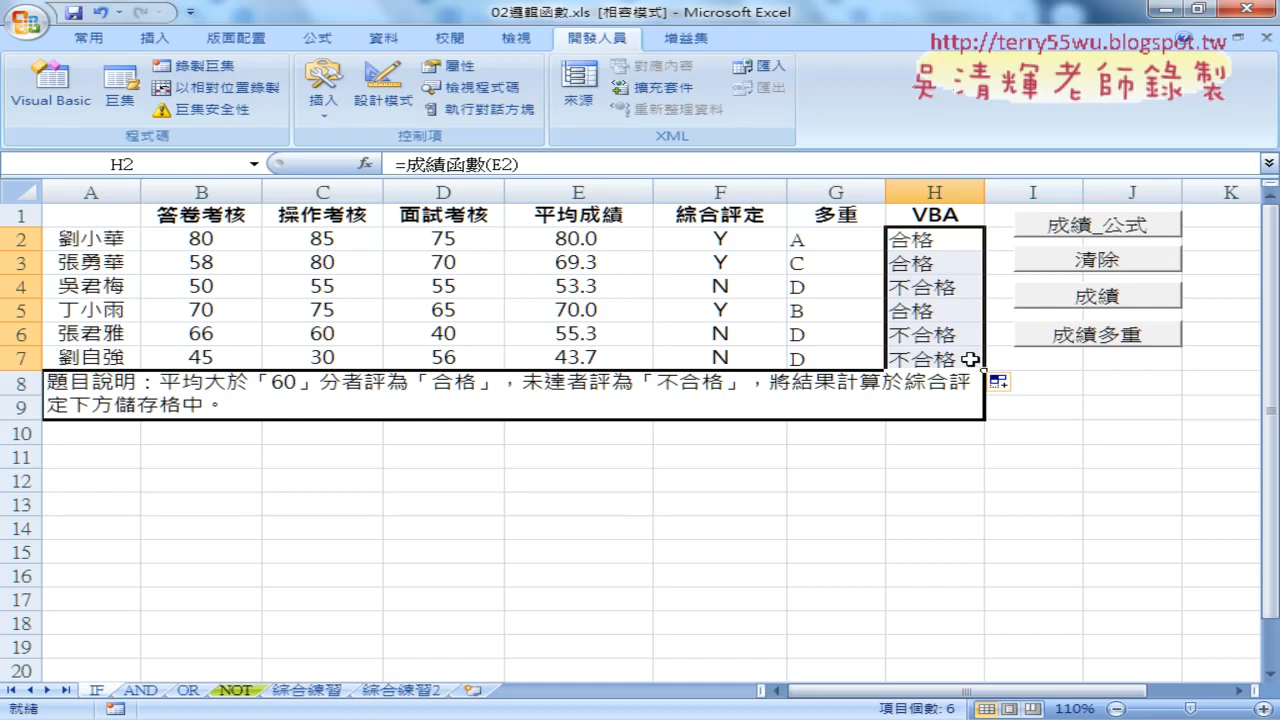 02邏輯函數.xls [相容模式] - Microsoft Excel
常用 插入 版面配置 公式 資料 校閱 檢視 開發人員 增益集
http://terry55wu.blogspot.tw
吳清輝老師錄製
Visual Basic 巨集 錄製巨集 以相對位置錄製 巨集安全性
插入 設計模式 屬性 檢視程式碼 執行對話方塊
來源 對應內容 擴充套件 重新整理資料 匯入 匯出
程式碼 控制項 XML
H2 fx =成績函數(E2)
A B C D E F G H I J K
1 答卷考核 操作考核 面試考核 平均成績 綜合評定 多重 VBA
2 劉小華 80 85 75 80.0 Y A 合格 成績_公式
3 張勇華 58 80 70 69.3 Y C 合格 清除
4 吳君梅 50 55 55 53.3 N D 不合格 成績
5 丁小雨 70 75 65 70.0 Y B 合格
6 張君雅 66 60 40 55.3 N D 不合格 成績多重
7 劉自強 45 30 56 43.7 N D 不合格
8 題目說明：平均大於「60」分者評為「合格」，未達者評為「不合格」，將結果計算於綜合評
9 定下方儲存格中。
10
11
12
13
14
15
16
17
18
19
20
IF AND OR NOT 綜合練習 綜合練習2
就緒 項目個數: 6 110%